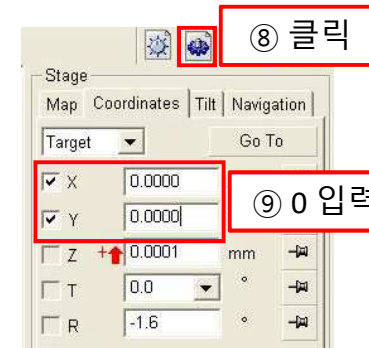 ⑧ 클릭
Stage
Map Coordinates Tilt Navigation
Target Go To
X 0.0000
Y 0.0000
⑨ 0 입력
Z + 0.0001 mm
T 0.0 °
R -1.6 °